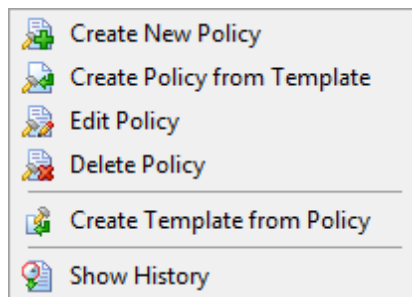 Create New Policy
Create Policy from Template
Edit Policy
Delete Policy
Create Template from Policy
Show History